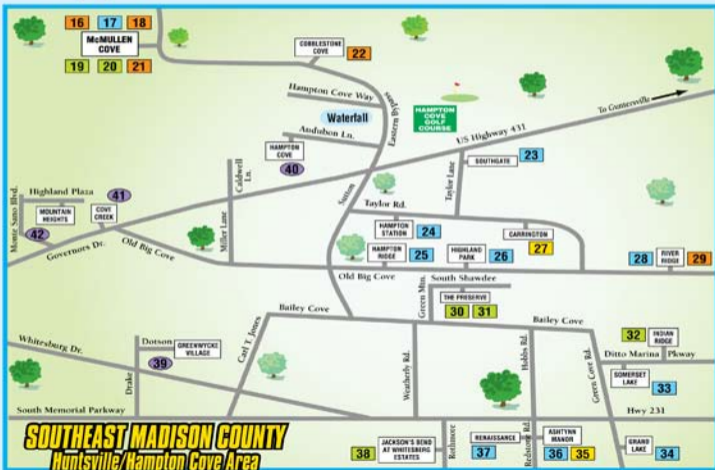 16 17 18
McMULLEN
COVE
19 20 21
COBBLESTONE
COVE
22
Hampton Cove Way
Waterfall
Audubon Ln.
Eastern Bypass
HAMPTON
COVE
GOLF
COURSE
To Guntersville
US Highway 431
HAMPTON
COVE
40
23
SOUTHGATE
Caldwell Ln.
Taylor Lane
Sutton
Monte Sano Blvd.
Highland Plaza
41
MOUNTAIN
HEIGHTS
COVE
CREEK
42
Governors Dr.
Old Big Cove
Miller Lane
Taylor Rd.
HAMPTON
STATION
24
CARRINGTON
27
HAMPTON
RIDGE
25
HIGHLAND
PARK
26
28
RIVER
RIDGE
29
Old Big Cove
South Shawdee
Green Mtn.
THE PRESERVE
30 31
Bailey Cove
Bailey Cove
Carl T. Jones
Whitesburg Dr.
Dotson
GREENWYCKE
VILLAGE
39
Drake
Weatherly Rd.
Hobbs Rd.
Green Cove Rd.
32
INDIAN
RIDGE
Ditto Marina Pkway
SOMERSET
LAKE
33
South Memorial Parkway
Hwy 231
SOUTHEAST MADISON COUNTY
Huntsville/Hampton Cove Area
38
JACKSON'S BEND
AT WHITESBERG
ESTATES
Rothmore
RENAISSANCE
37
Redstone Rd.
ASHTYNN
MANOR
36 35
GRAND
LAKE
34